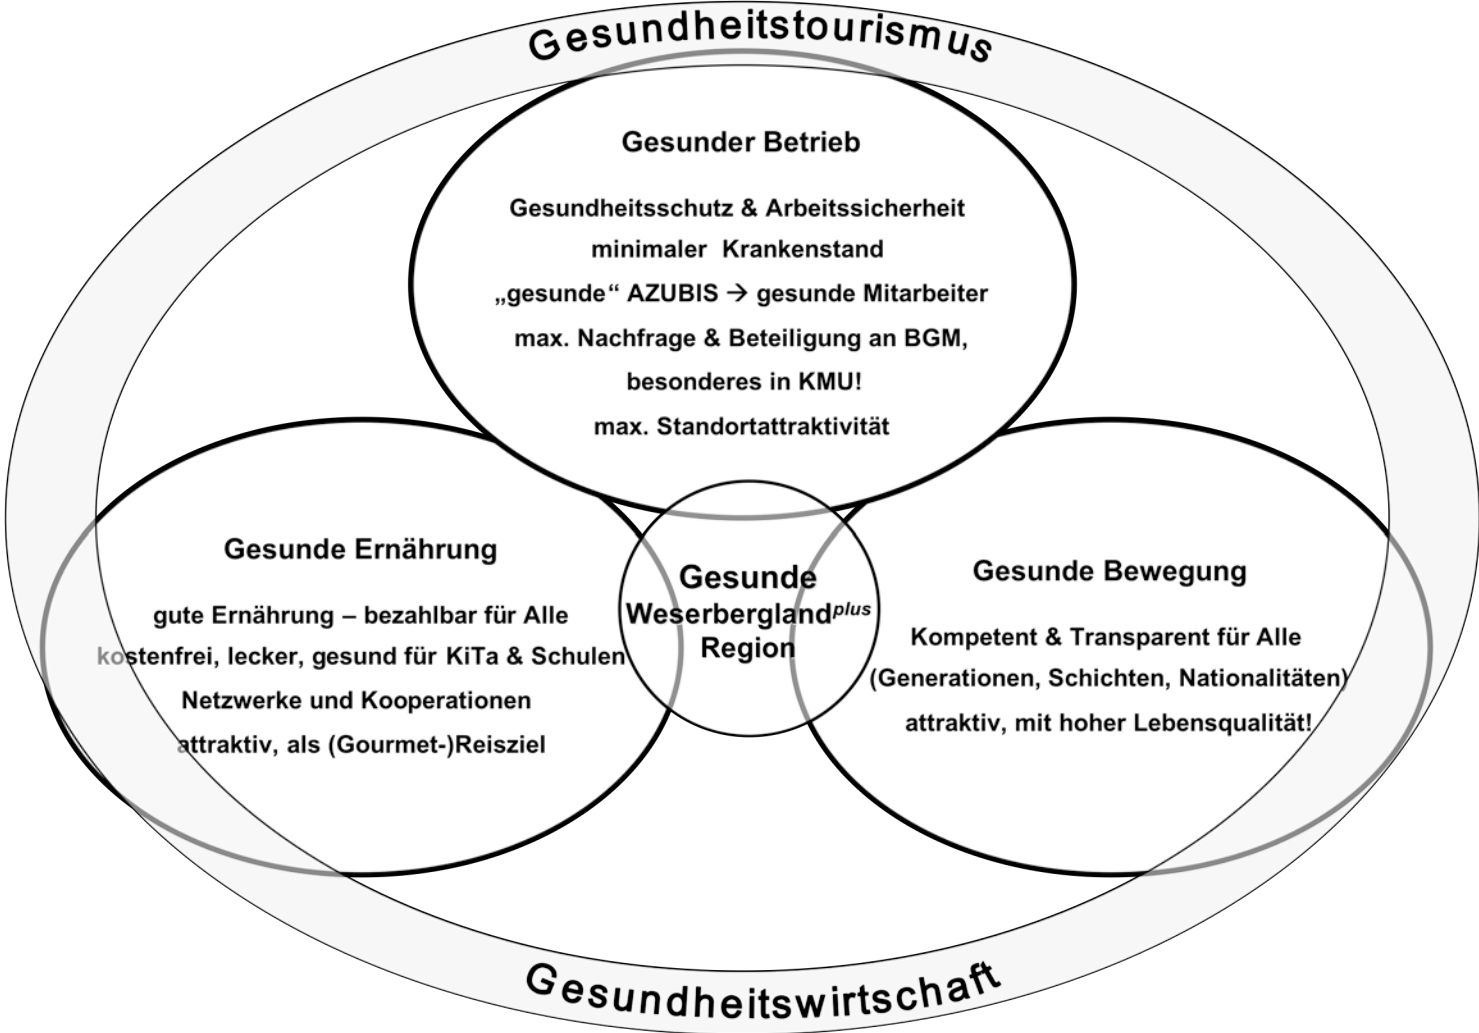 Gesundheitstourismus
Gesunder Betrieb
Gesundheitsschutz & Arbeitssicherheit
minimaler Krankenstand
„gesunde“ AZUBIS → gesunde Mitarbeiter
max. Nachfrage & Beteiligung an BGM,
besonderes in KMU!
max. Standortattraktivität
Gesunde Ernährung
gute Ernährung – bezahlbar für Alle
kostenfrei, lecker, gesund für KiTa & Schulen
Netzwerke und Kooperationen
attraktiv, als (Gourmet-)Reisziel
Gesunde
Weserberglandplus
Region
Gesunde Bewegung
Kompetent & Transparent für Alle
(Generationen, Schichten, Nationalitäten)
attraktiv, mit hoher Lebensqualität!
Gesundheitswirtschaft